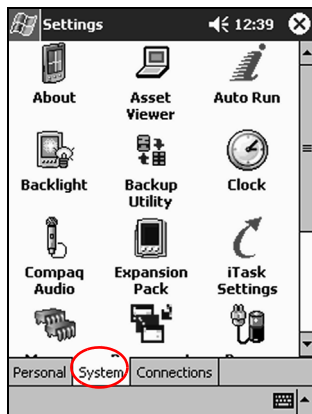 Settings 12:39
About Asset Viewer Auto Run
Backlight Backup Utility Clock
Compaq Audio Expansion Pack iTask Settings
Personal System Connections